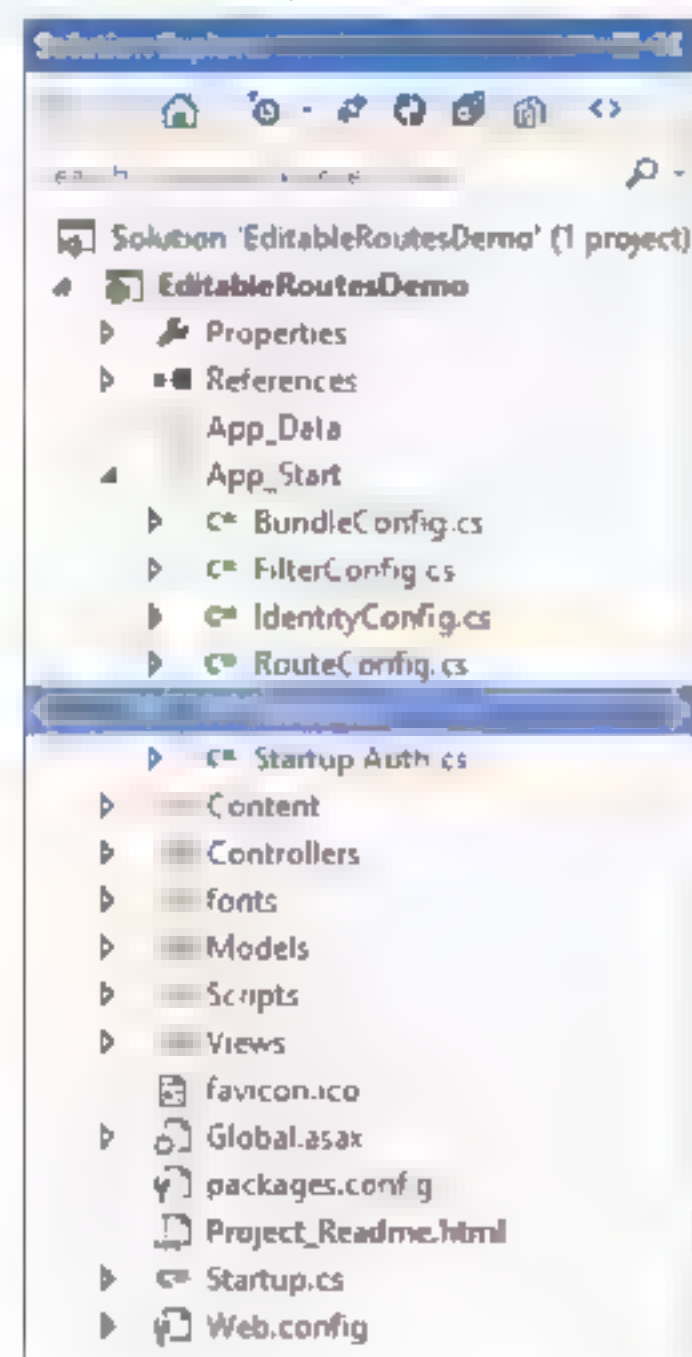 Solution 'EditableRoutesDemo' (1 project)
EditableRoutesDemo
Properties
References
App_Data
App_Start
C# BundleConfig.cs
C# FilterConfig.cs
C# IdentityConfig.cs
C# RouteConfig.cs
C# Startup.Auth.cs
Content
Controllers
fonts
Models
Scripts
Views
favicon.ico
Global.asax
packages.config
Project_Readme.html
C# Startup.cs
Web.config